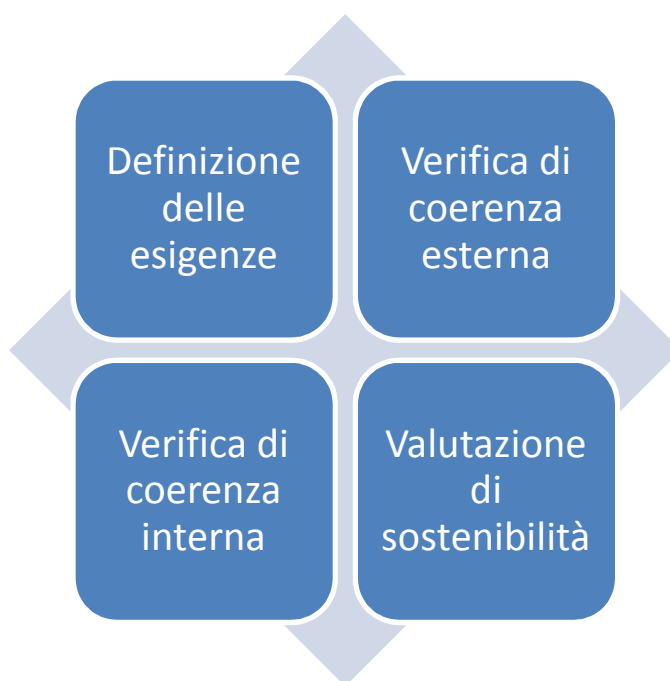 Definizione
delle
esigenze
Verifica di
coerenza
esterna
Verifica di
coerenza
interna
Valutazione
di
sostenibilità